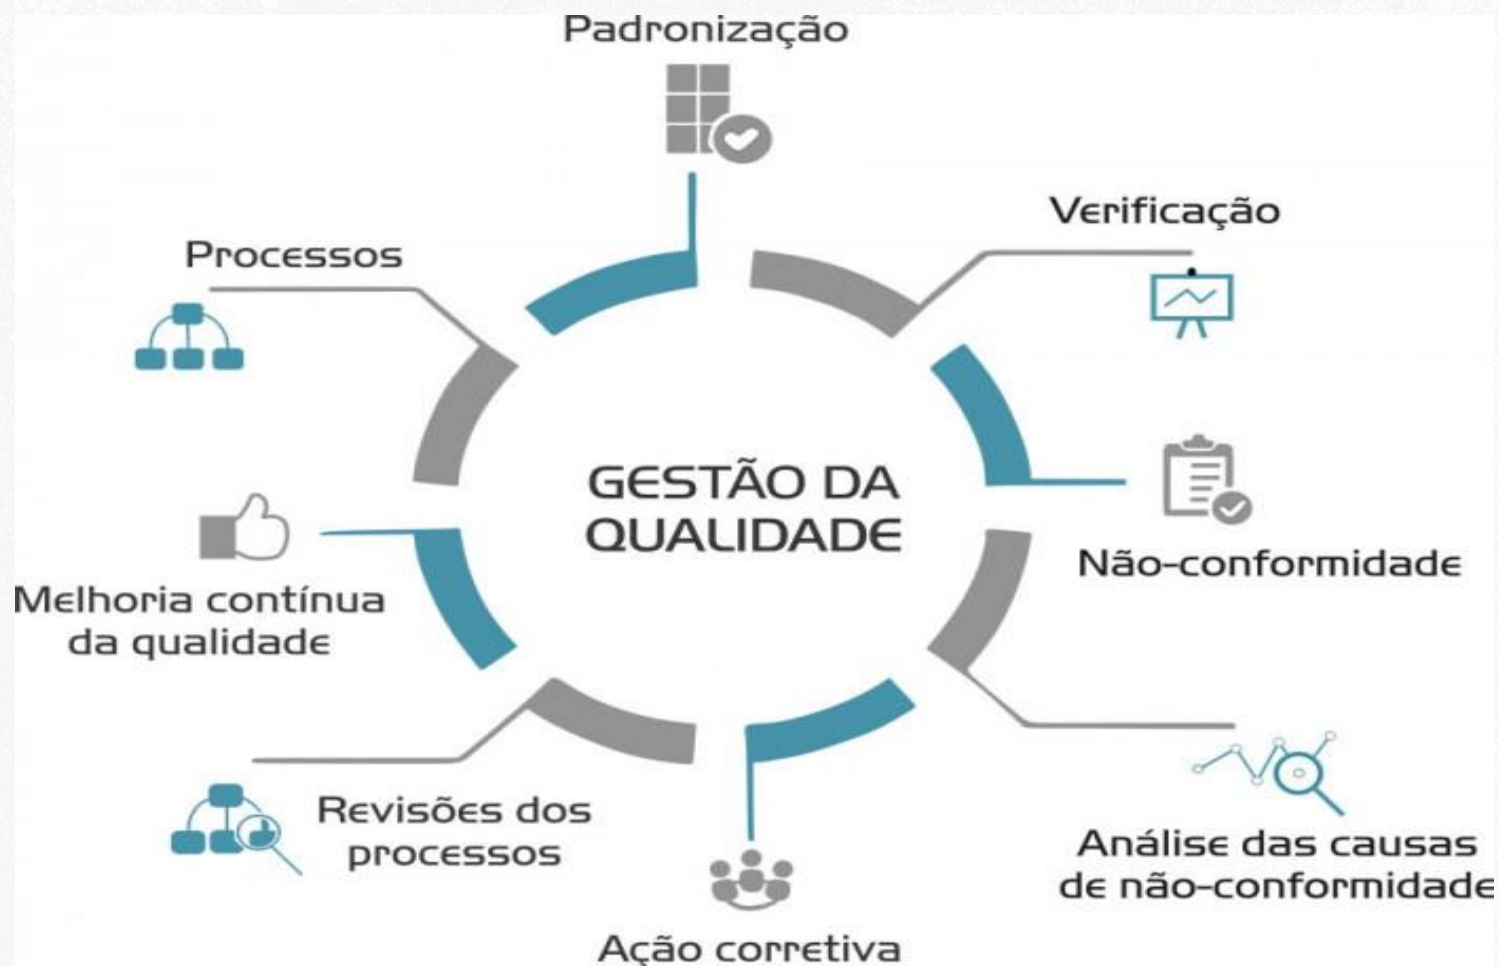 Padronização
Verificação
Processos
GESTÃO DA
QUALIDADE
Não-conformidade
Melhoria contínua
da qualidade
Revisões dos
processos
Análise das causas
de não-conformidade
Ação corretiva